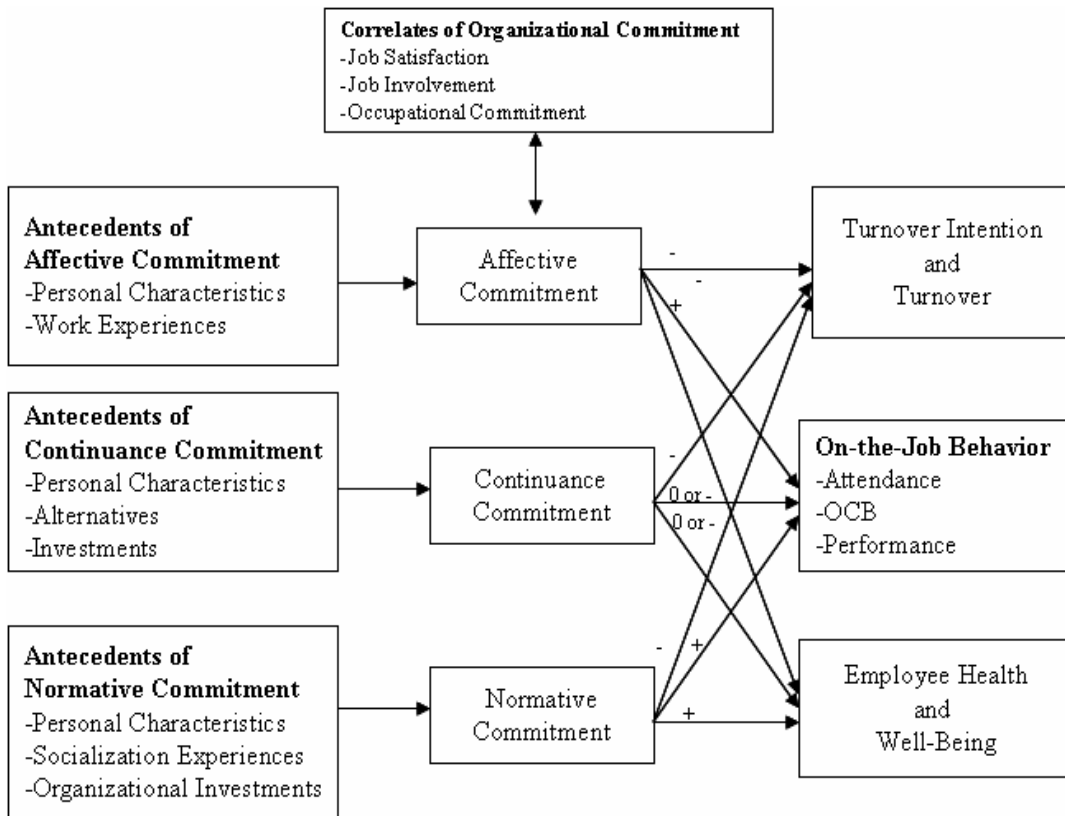 Correlates of Organizational Commitment
-Job Satisfaction
-Job Involvement
-Occupational Commitment
Antecedents of
Affective Commitment
-Personal Characteristics
-Work Experiences
Affective
Commitment
-
-
+
Turnover Intention
and
Turnover
Antecedents of
Continuance Commitment
-Personal Characteristics
-Alternatives
-Investments
Continuance
Commitment
-
0 or -
0 or -
On-the-Job Behavior
-Attendance
-OCB
-Performance
Antecedents of
Normative Commitment
-Personal Characteristics
-Socialization Experiences
-Organizational Investments
Normative
Commitment
-
+
+
Employee Health
and
Well-Being